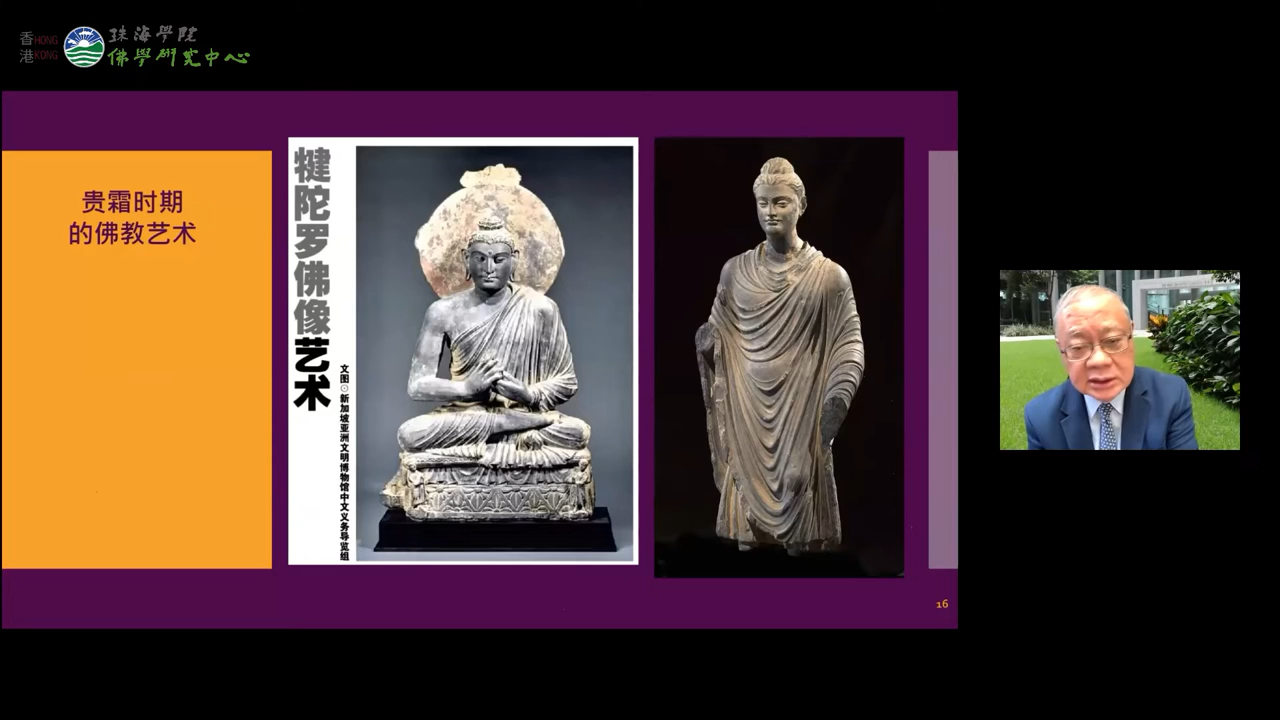 香 HONG
港 KONG
珠海學院
佛學研究中心
贵霜时期
的佛教艺术
犍陀罗佛像艺术
文图⊙新加坡亚洲文明博物馆中文义务导览组
16